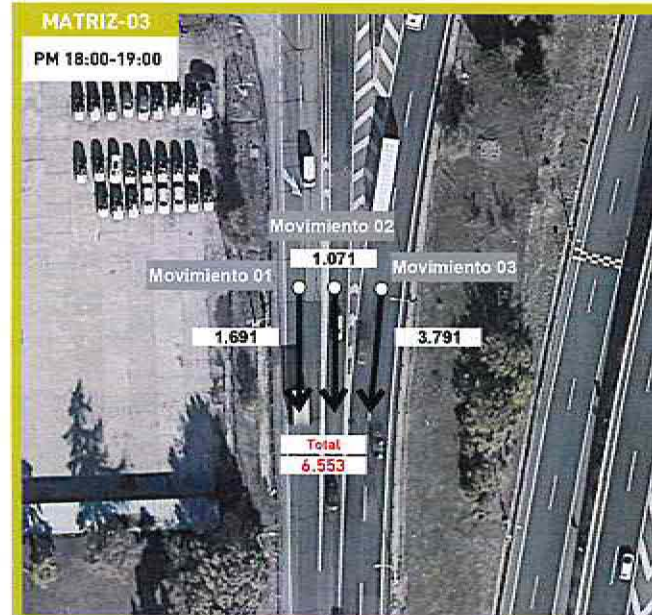 MATRIZ-03
PM 18:00-19:00
Movimiento 02
1.071
Movimiento 01
Movimiento 03
1.691
3.791
Total
6.553